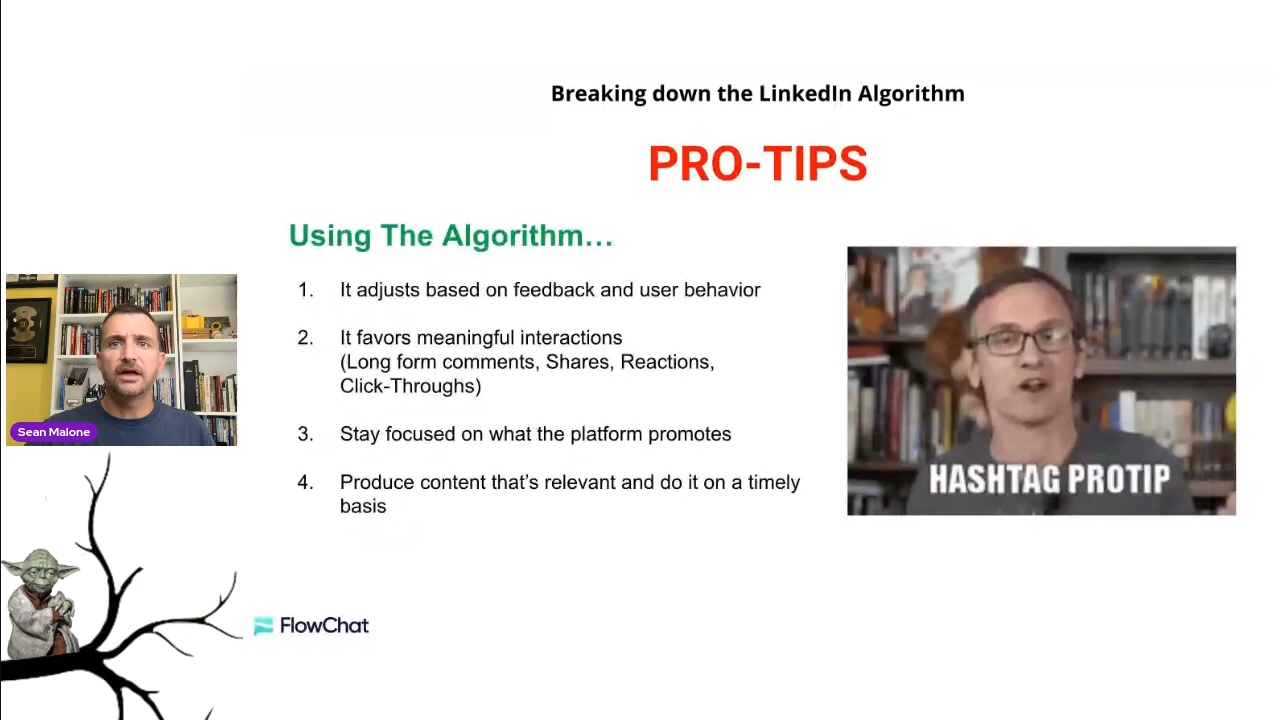 Breaking down the LinkedIn Algorithm
PRO-TIPS
Using The Algorithm…
1. It adjusts based on feedback and user behavior
2. It favors meaningful interactions
(Long form comments, Shares, Reactions,
Click-Throughs)
3. Stay focused on what the platform promotes
4. Produce content that’s relevant and do it on a timely
basis
HASHTAG PROTIP
Sean Malone
FlowChat